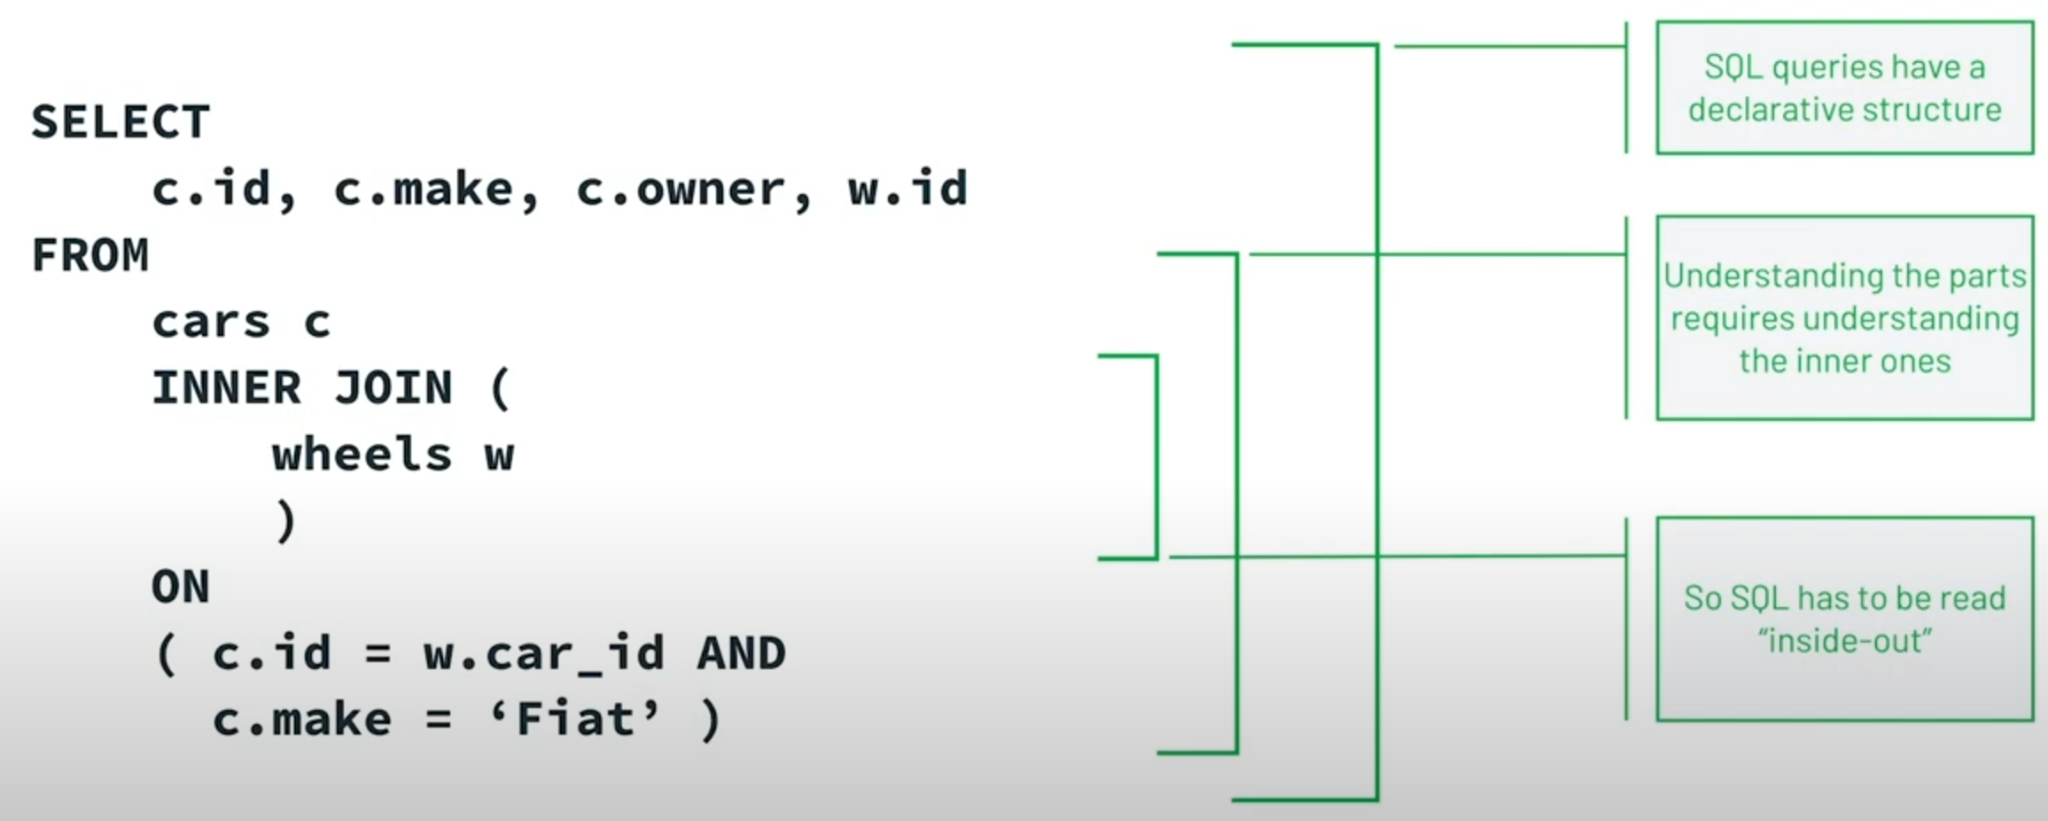 SELECT
c.id, c.make, c.owner, w.id
FROM
cars c
INNER JOIN (
wheels w
)
ON
( c.id = w.car_id AND
c.make = ‘Fiat’ )
SQL queries have a
declarative structure
Understanding the parts
requires understanding
the inner ones
So SQL has to be read
“inside-out”